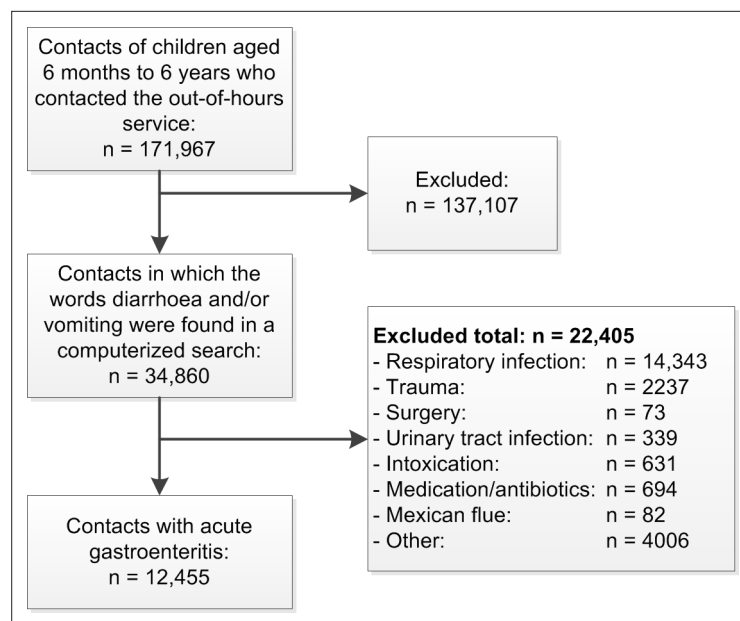 Contacts of children aged
6 months to 6 years who
contacted the out-of-hours
service:
n = 171,967
Excluded:
n = 137,107
Contacts in which the
words diarrhoea and/or
vomiting were found in a
computerized search:
n = 34,860
Excluded total: n = 22,405
- Respiratory infection: n = 14,343
- Trauma: n = 2237
- Surgery: n = 73
- Urinary tract infection: n = 339
- Intoxication: n = 631
- Medication/antibiotics: n = 694
- Mexican flue: n = 82
- Other: n = 4006
Contacts with acute
gastroenteritis:
n = 12,455